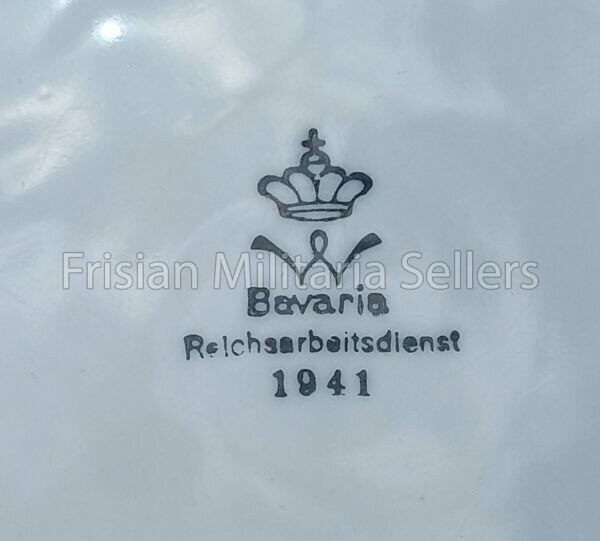 W
Frisian Militaria Sellers
Bavaria
Reichsarbeitsdienst
1941